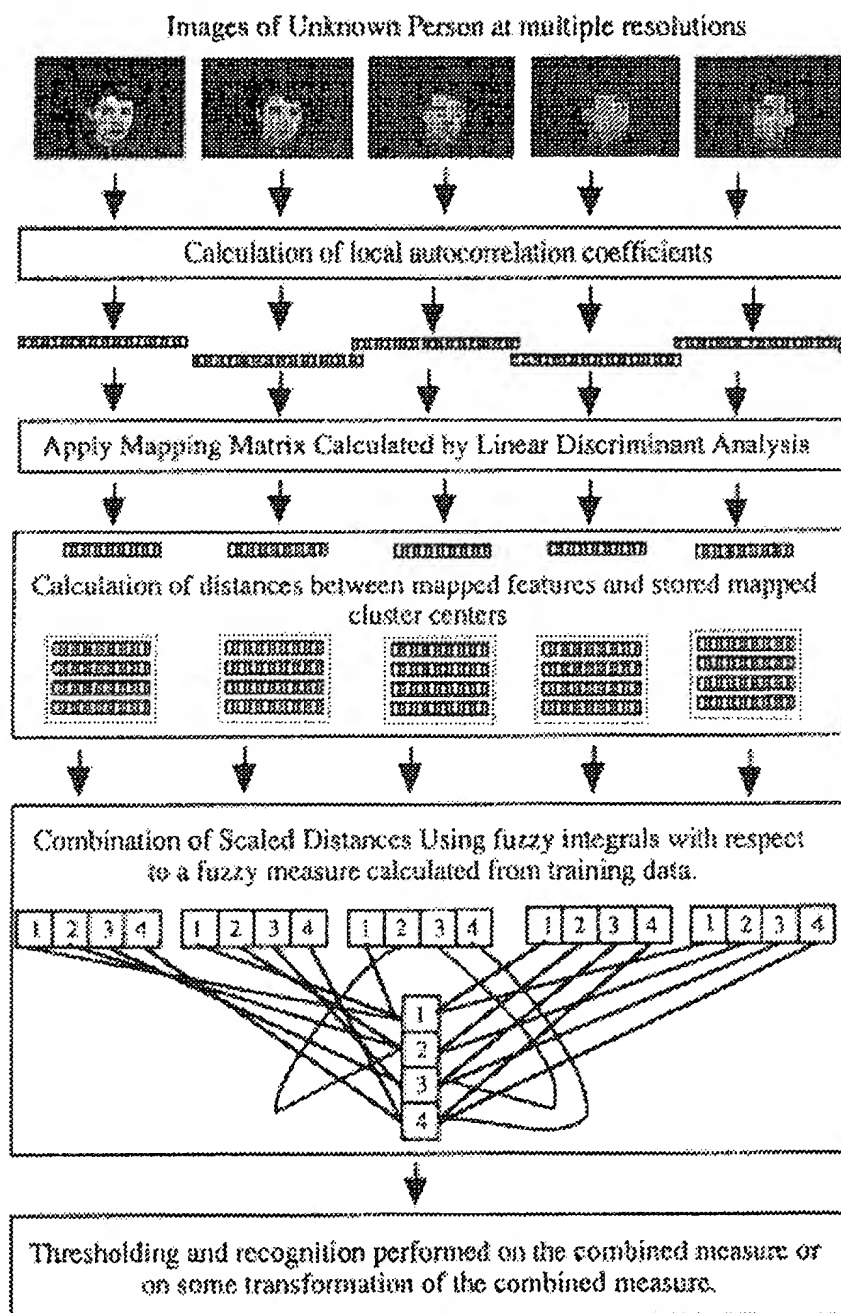 Images of Unknown Person at multiple resolutions
Calculation of local autocorrelation coefficients
Apply Mapping Matrix Calculated by Linear Discriminant Analysis
Calculation of distances between mapped features and stored mapped
cluster centers
Combination of Scaled Distances Using fuzzy integrals with respect
to a fuzzy measure calculated from training data.
1 2 3 4 1 2 3 4 1 2 3 4 1 2 3 4 1 2 3 4
1
2
3
4
Thresholding and recognition performed on the combined measure or
on some transformation of the combined measure.